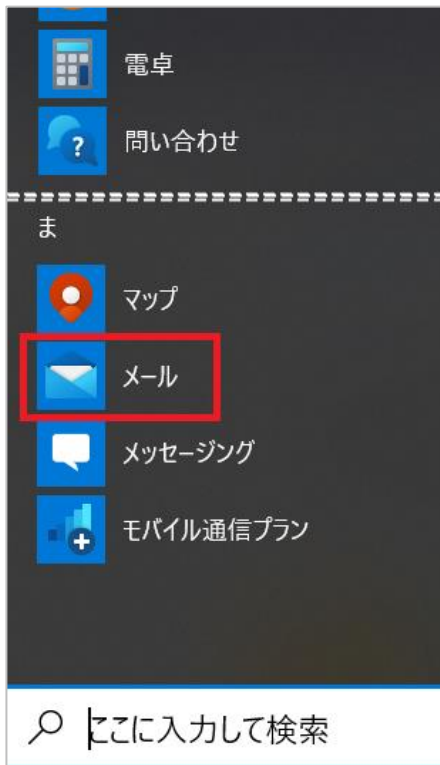 電卓
問い合わせ
ま
マップ
メール
メッセージング
モバイル通信プラン
ここに入力して検索